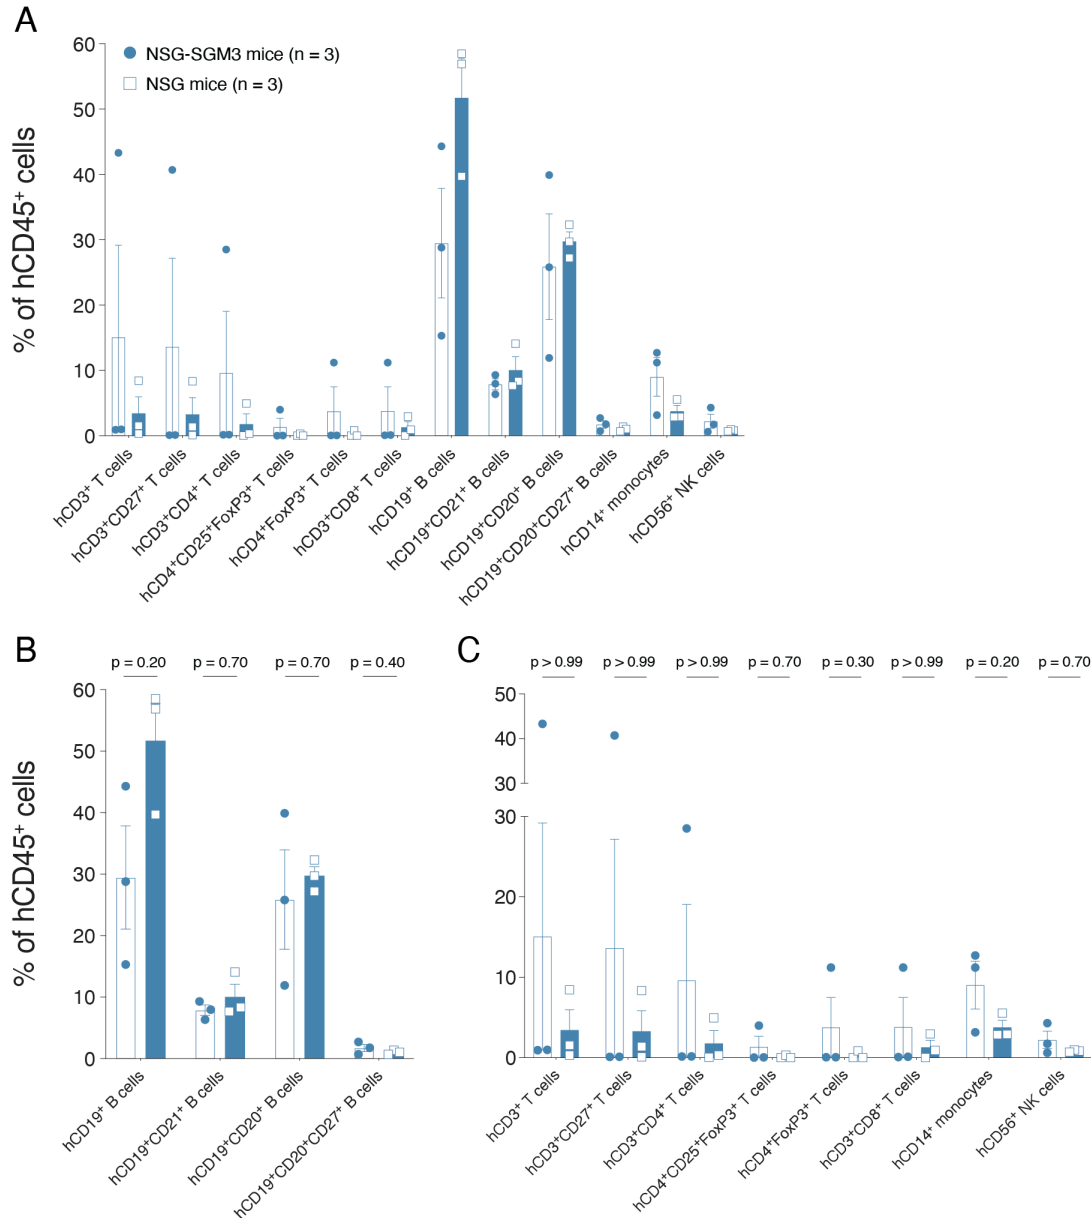 A
60
50
40
30
20
10
0
% of hCD45⁺ cells
NSG-SGM3 mice (n = 3)
NSG mice (n = 3)
hCD3⁺ T cells
hCD3⁺CD27⁺ T cells
hCD3⁺CD4⁺ T cells
hCD4⁺CD25⁺FoxP3⁺ T cells
hCD4⁺FoxP3⁺ T cells
hCD3⁺CD8⁺ T cells
hCD19⁺ B cells
hCD19⁺CD21⁺ B cells
hCD19⁺CD20⁺ B cells
hCD19⁺CD20⁺CD27⁺ B cells
hCD14⁺ monocytes
hCD56⁺ NK cells
B
p = 0.20 p = 0.70 p = 0.70 p = 0.40
60
50
40
30
20
10
0
% of hCD45⁺ cells
hCD19⁺ B cells
hCD19⁺CD21⁺ B cells
hCD19⁺CD20⁺ B cells
hCD19⁺CD20⁺CD27⁺ B cells
C
p > 0.99 p > 0.99 p > 0.99 p = 0.70 p = 0.30 p > 0.99 p = 0.20 p = 0.70
50
40
30
30
20
10
0
hCD3⁺ T cells
hCD3⁺CD27⁺ T cells
hCD3⁺CD4⁺ T cells
hCD4⁺CD25⁺FoxP3⁺ T cells
hCD4⁺FoxP3⁺ T cells
hCD3⁺CD8⁺ T cells
hCD14⁺ monocytes
hCD56⁺ NK cells